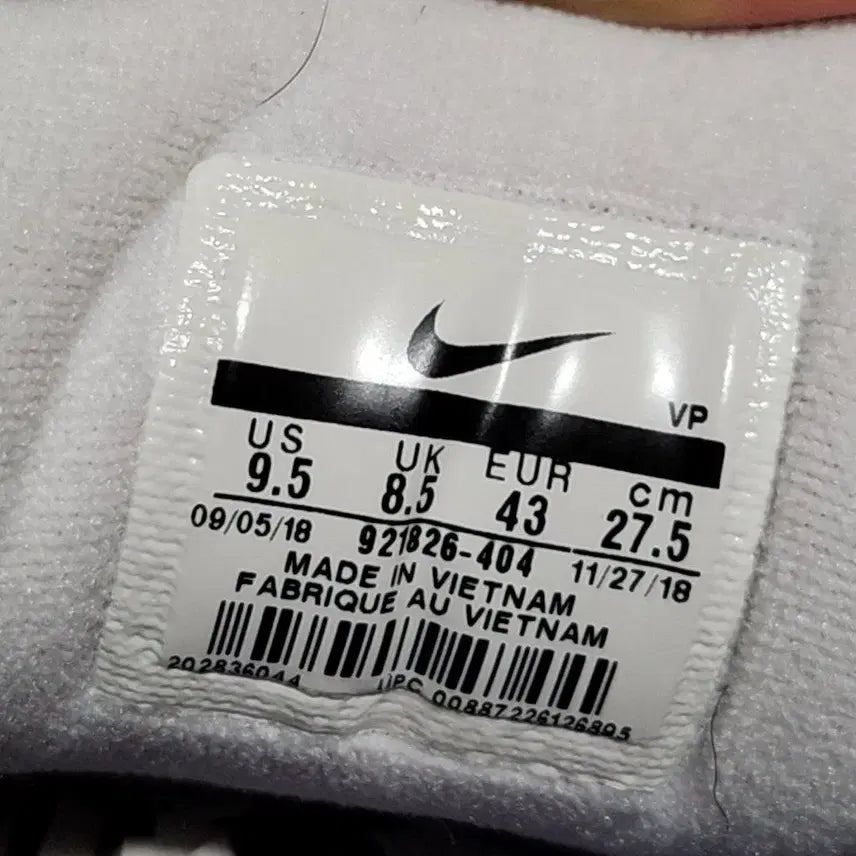 VP
US UK EUR cm
9.5 8.5 43 27.5
09/05/18 921826-404 11/27/18
MADE IN VIETNAM
FABRIQUE AU VIETNAM
202836044 UPC 00887226126895